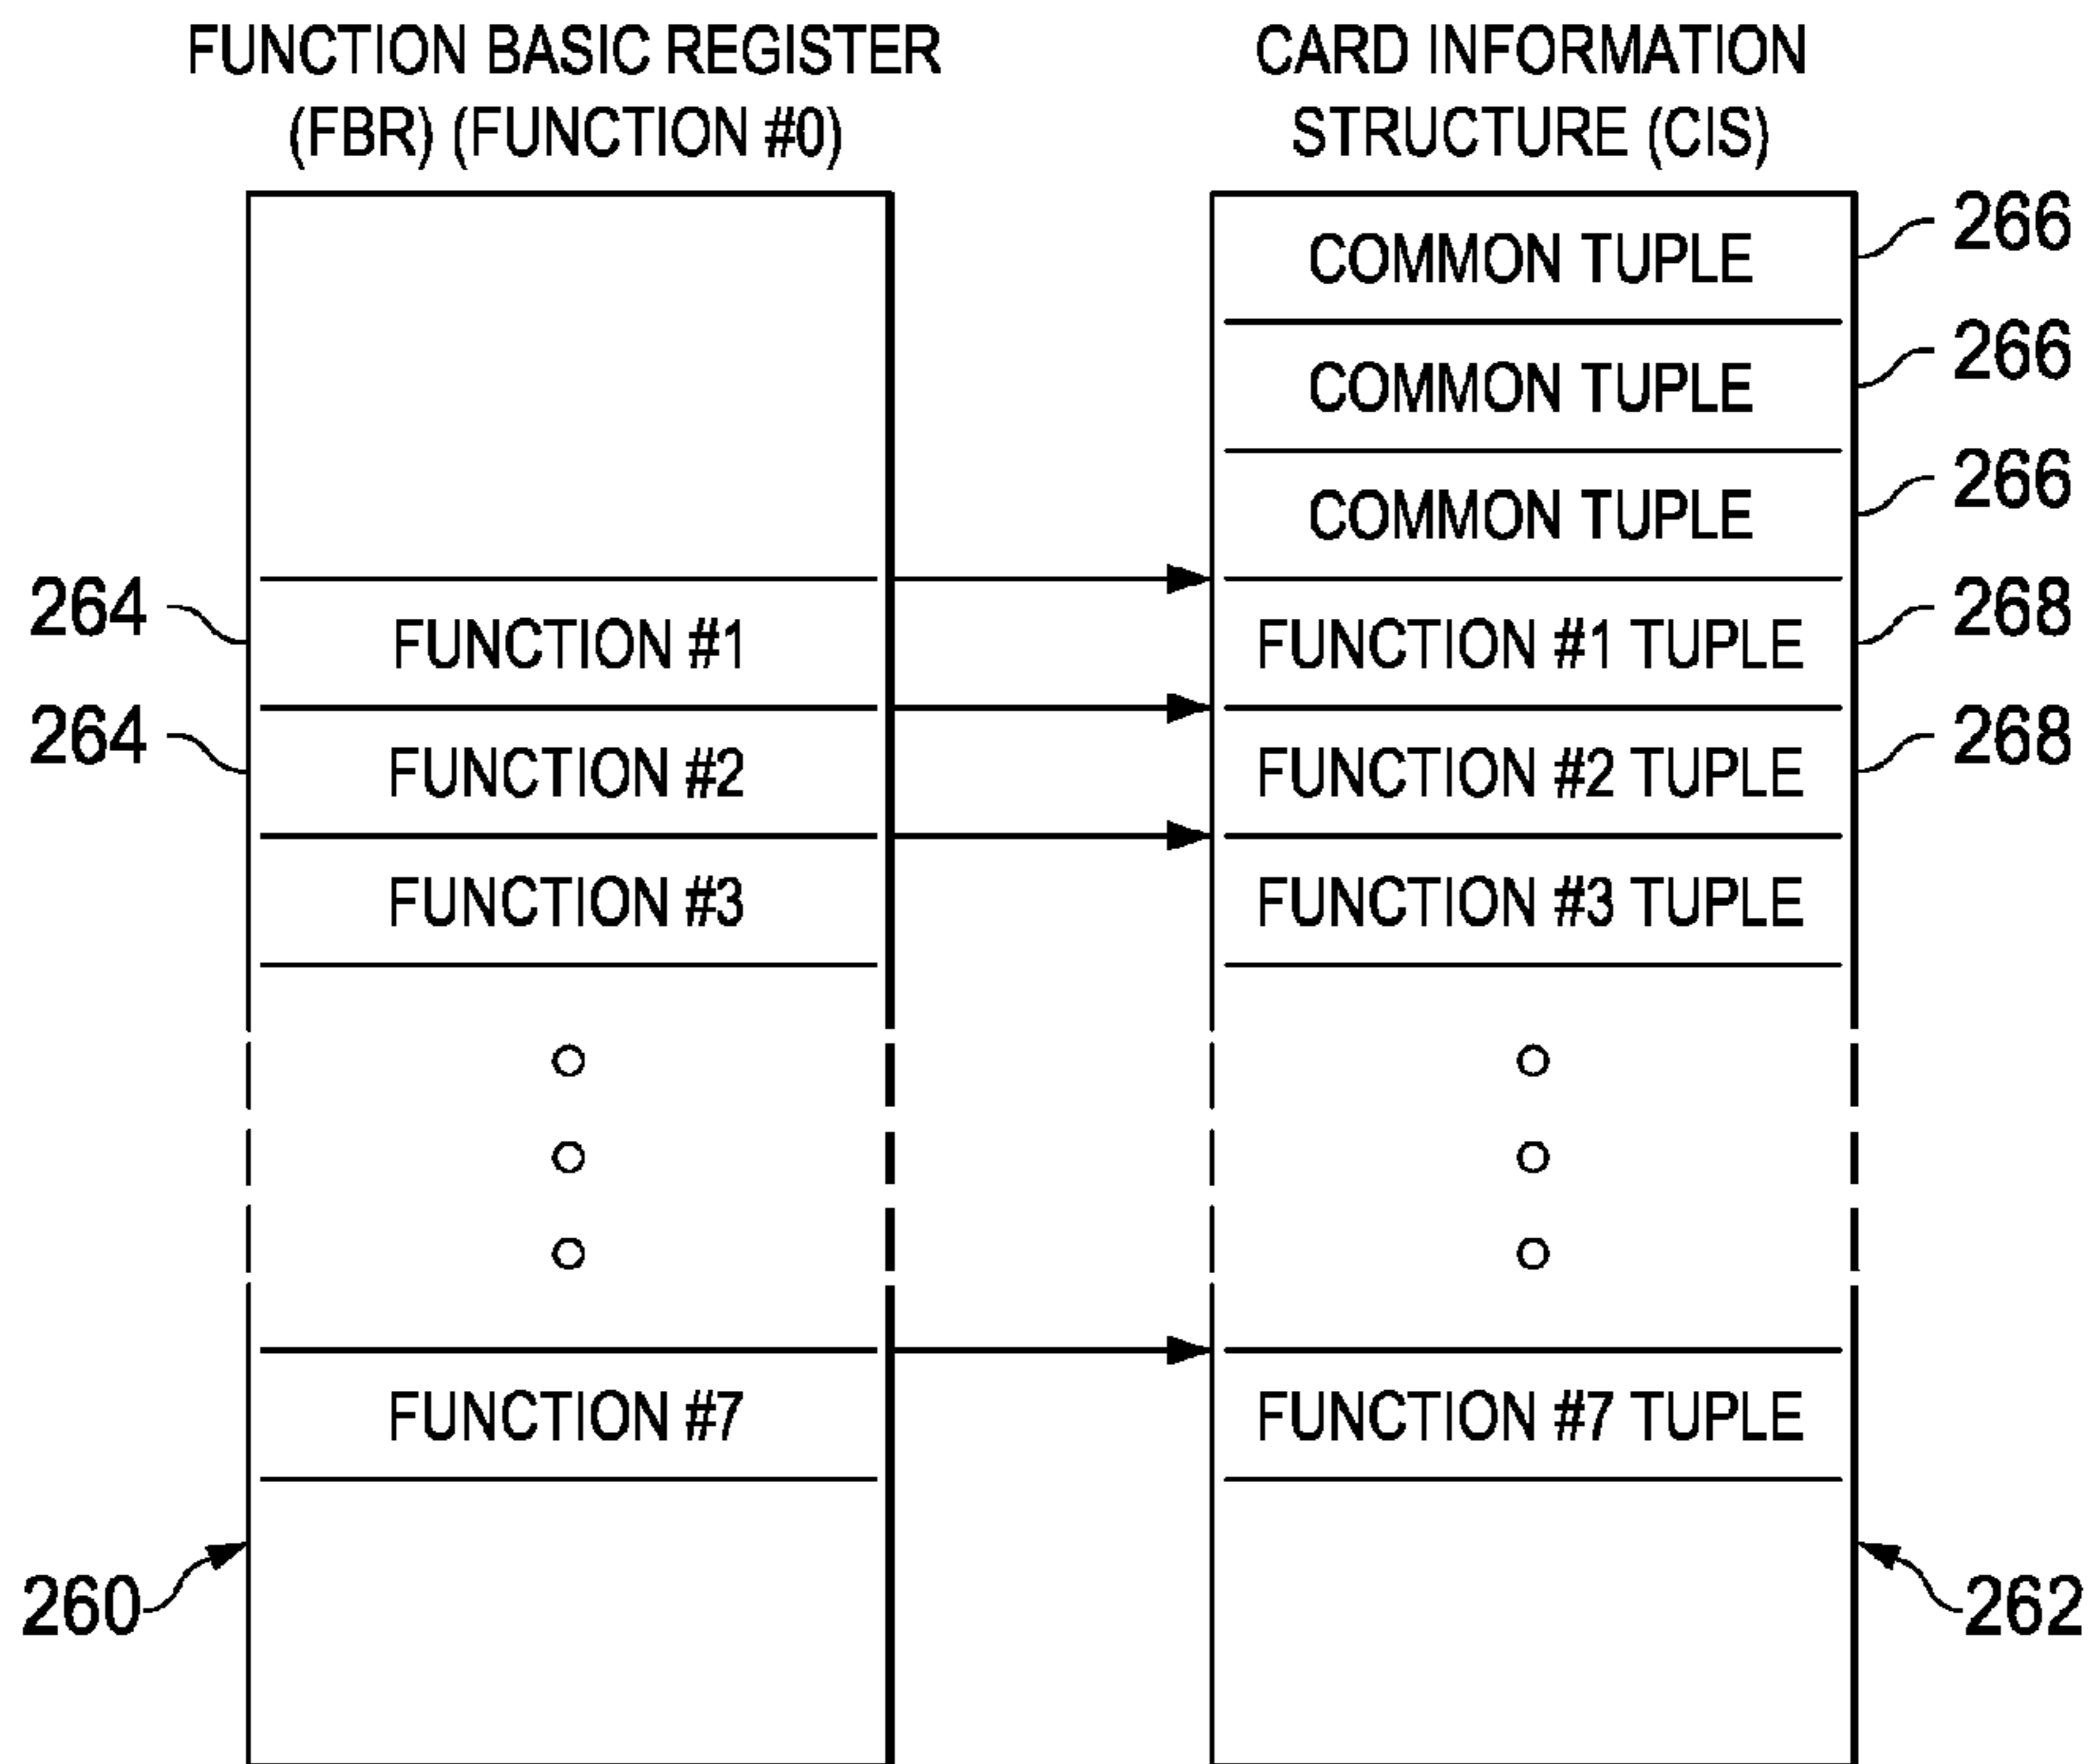 FUNCTION BASIC REGISTER
(FBR) (FUNCTION #0)
CARD INFORMATION
STRUCTURE (CIS)
COMMON TUPLE
266
COMMON TUPLE
266
COMMON TUPLE
266
264
FUNCTION #1
FUNCTION #1 TUPLE
268
264
FUNCTION #2
FUNCTION #2 TUPLE
268
FUNCTION #3
FUNCTION #3 TUPLE
FUNCTION #7
FUNCTION #7 TUPLE
260
262